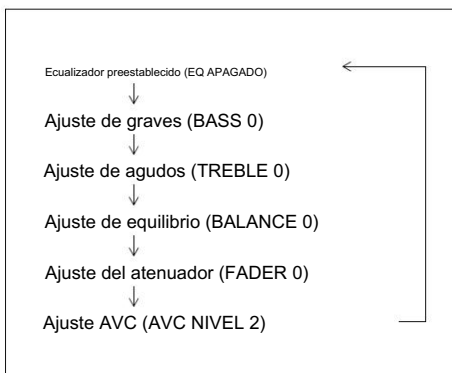 Ecualizador preestablecido (EQ APAGADO)
Ajuste de graves (BASS 0)
Ajuste de agudos (TREBLE 0)
Ajuste de equilibrio (BALANCE 0)
Ajuste del atenuador (FADER 0)
Ajuste AVC (AVC NIVEL 2)